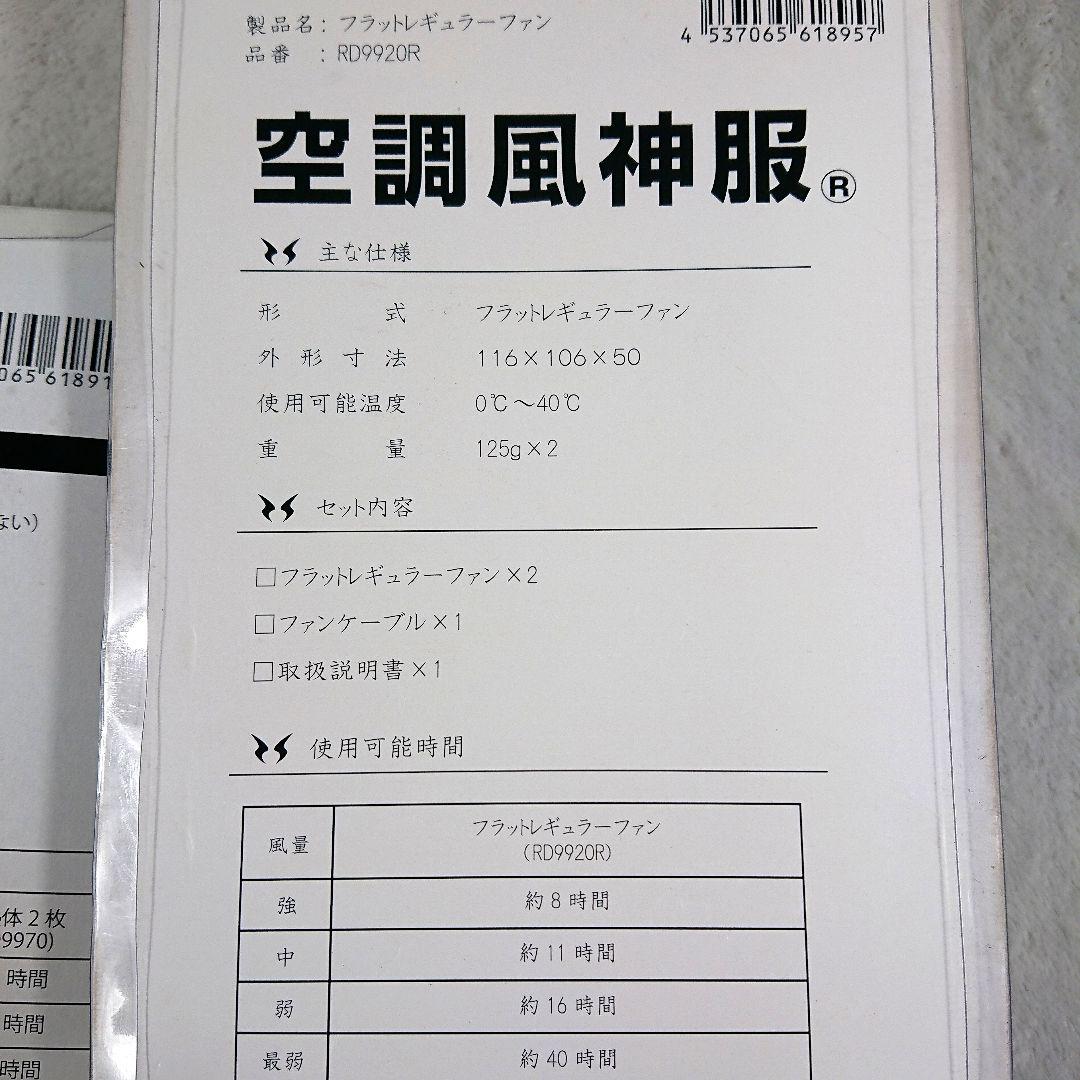 製品名: フラットレギュラーファン
品番 : RD9920R
4 537065 618957
空調風神服®
主な仕様
形式 フラットレギュラーファン
外形寸法 116×106×50
使用可能温度 0℃～40℃
重量 125g×2
セット内容
□フラットレギュラーファン×2
□ファンケーブル×1
□取扱説明書×1
使用可能時間
風量 フラットレギュラーファン
(RD9920R)
強 約8時間
中 約11時間
弱 約16時間
最弱 約40時間
065 61891
ない)
体2枚
9970)
時間
時間
時間